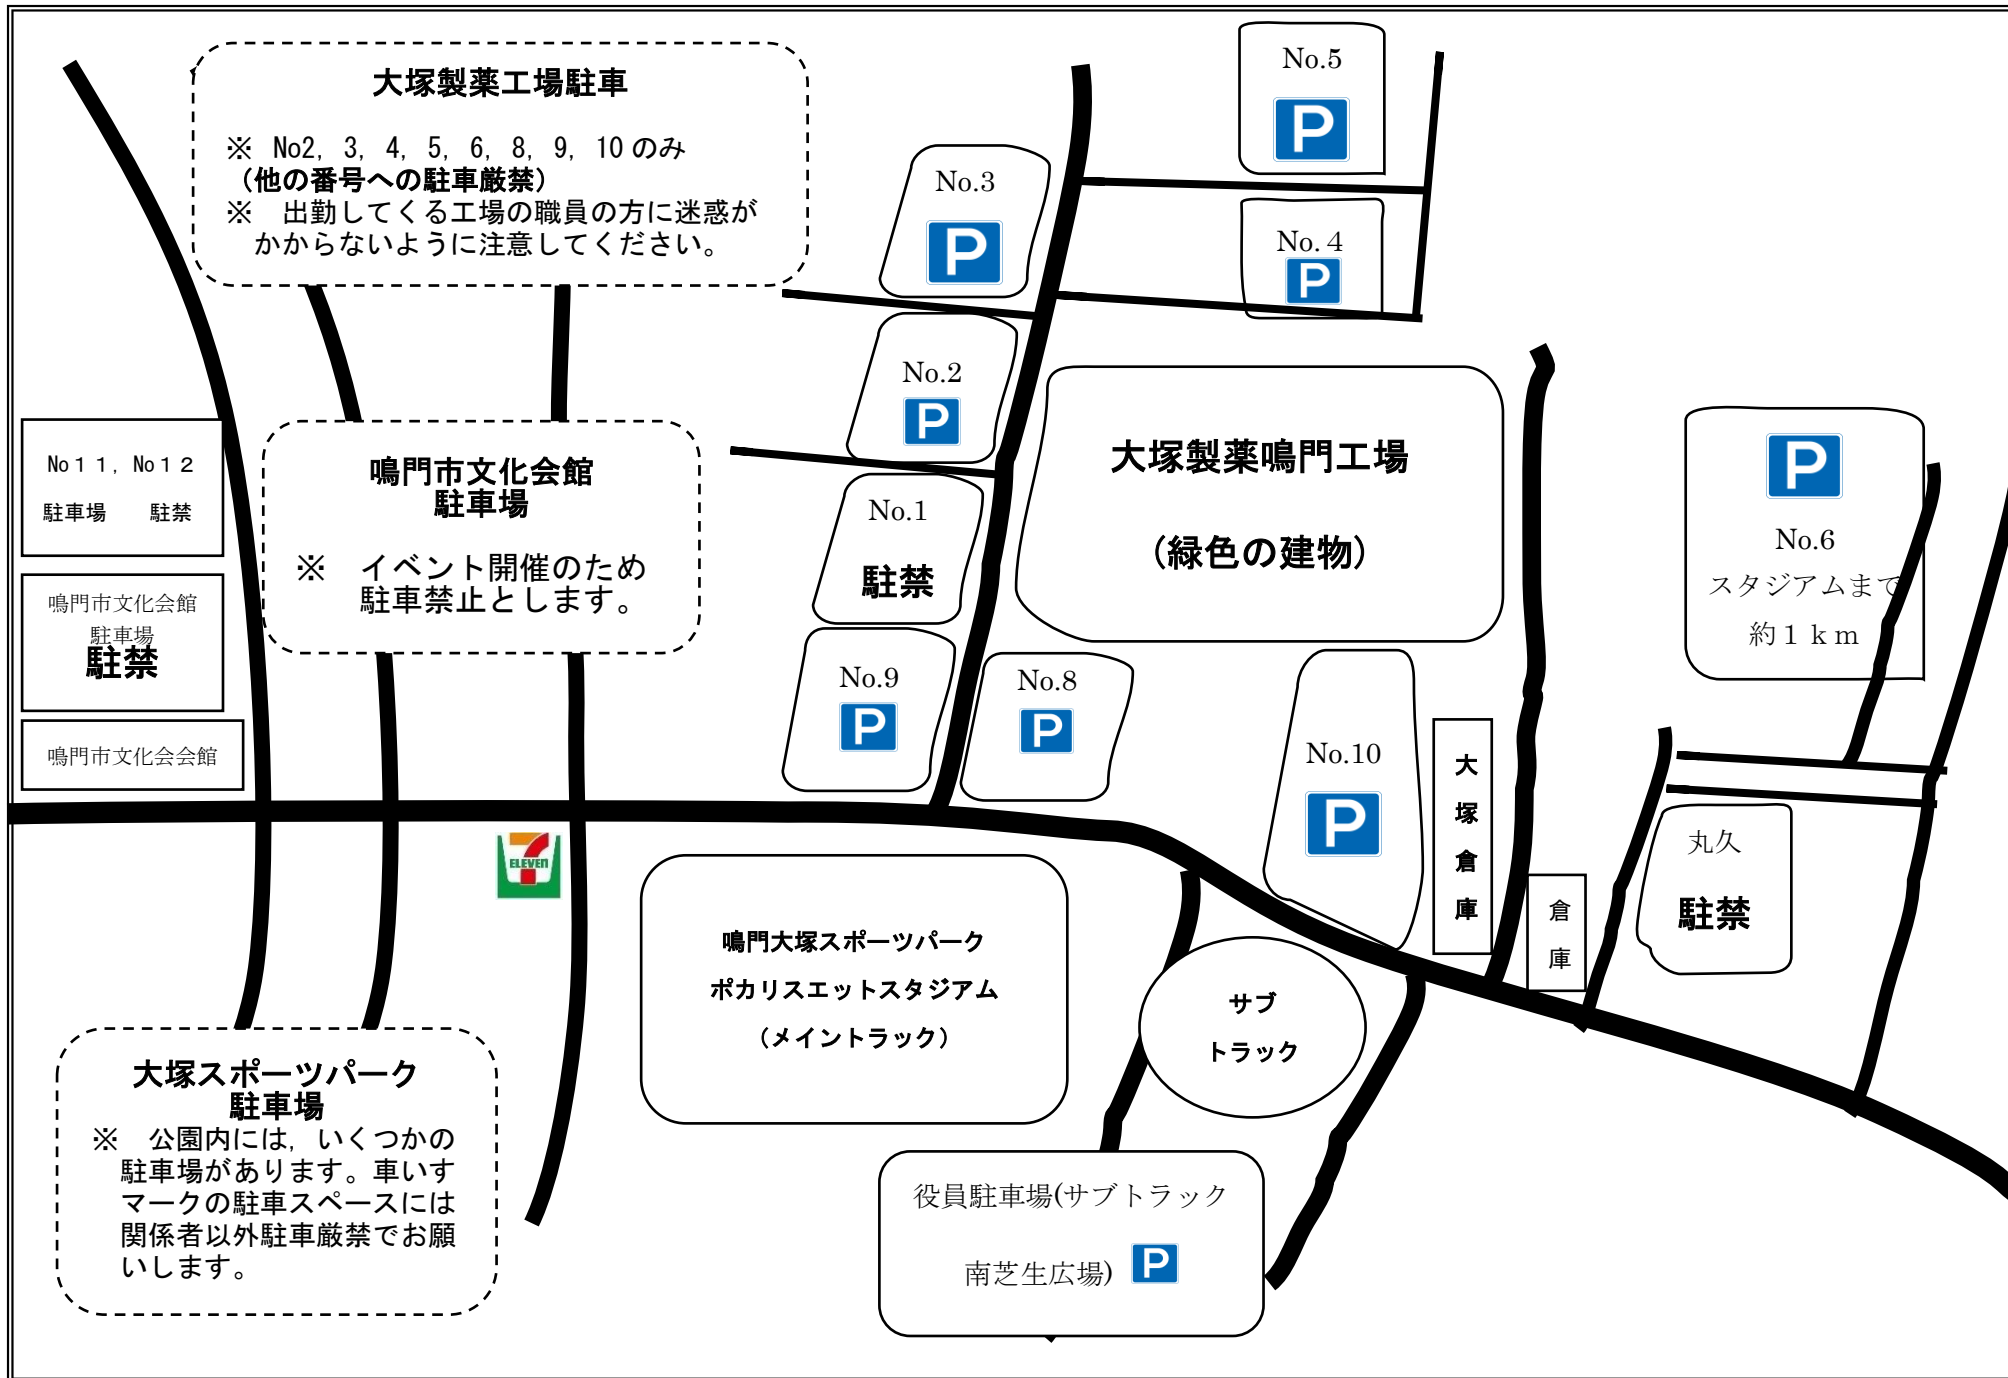 大塚製薬工場駐車
※ No2, 3, 4, 5, 6, 8, 9, 10のみ
(他の番号への駐車厳禁)
※ 出勤してくる工場の職員の方に迷惑が
かからないように注意してください。
No.5
P
No.3
P
No.4
P
No.2
P
大塚製薬鳴門工場
(緑色の建物)
P
No.6
スタジアムまで
約1km
No11, No12
駐車場 駐禁
鳴門市文化会館
駐車場
※ イベント開催のため
駐車禁止とします。
No.1
駐禁
鳴門市文化会館
駐車場
駐禁
No.9
P
No.8
P
No.10
P
鳴門市文化会会館
大塚倉庫
倉庫
丸久
駐禁
7
ELEVEN
鳴門大塚スポーツパーク
ポカリスエットスタジアム
(メイントラック)
サブ
トラック
大塚スポーツパーク
駐車場
※ 公園内には, いくつかの
駐車場があります。車いす
マークの駐車スペースには
関係者以外駐車厳禁でお願
いします。
役員駐車場(サブトラック
南芝生広場) P